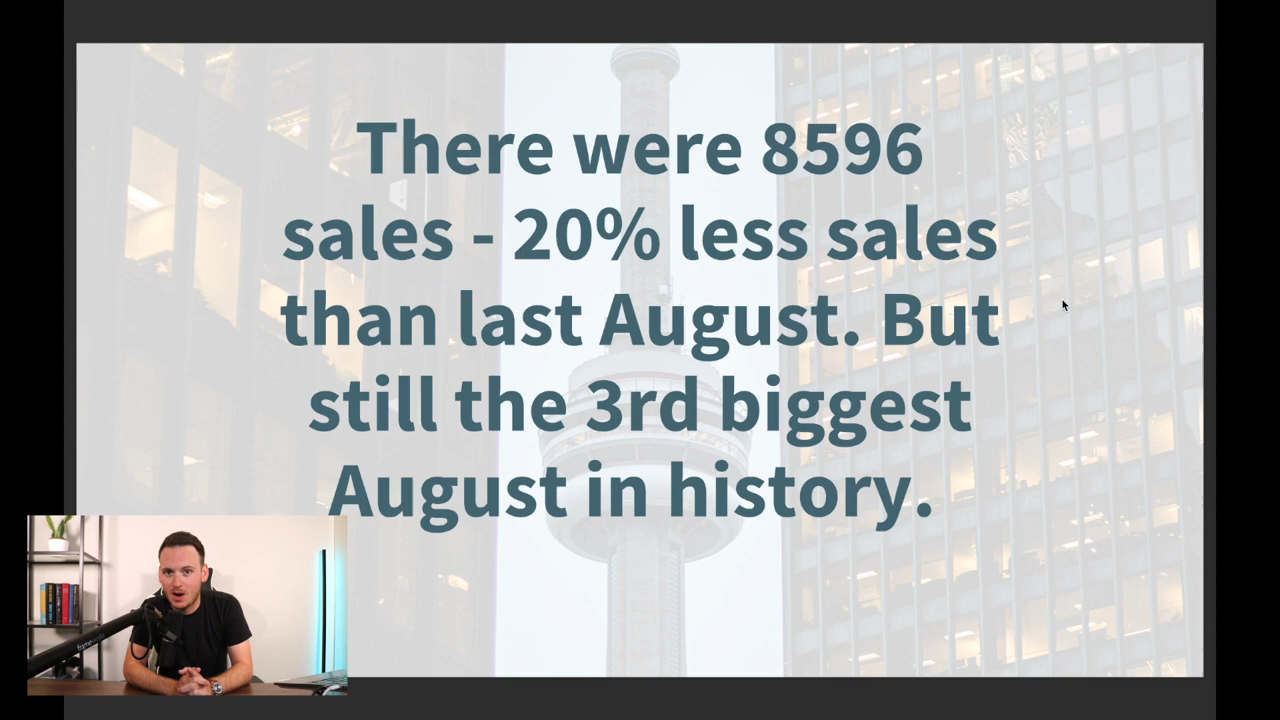 There were 8596
sales - 20% less sales
than last August. But
still the 3rd biggest
August in history.